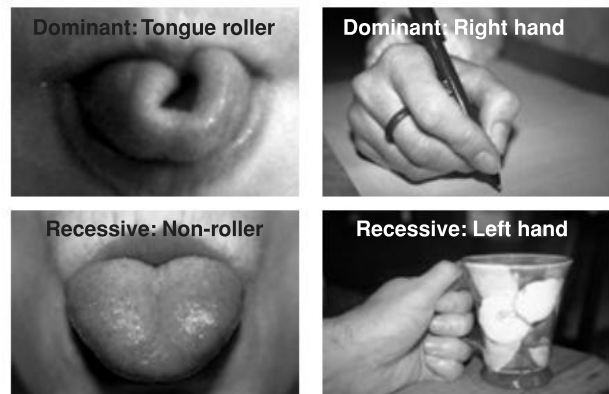 Dominant: Tongue roller
Dominant: Right hand
Recessive: Non-roller
Recessive: Left hand